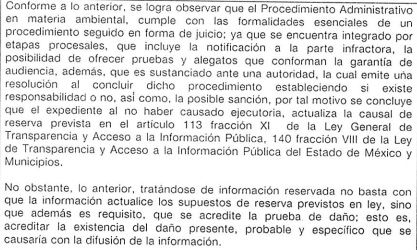 Conforme a lo anterior, se logra observar que el Procedimiento Administrativo
en materia ambiental, cumple con las formalidades esenciales de un
procedimiento seguido en forma de juicio; ya que se encuentra integrado por
etapas procesales, que incluye la notificación a la parte infractora, la
posibilidad de ofrecer pruebas y alegatos que conforman la garantía de
audiencia, además, que es sustanciado ante una autoridad, la cual emite una
resolución al concluir dicho procedimiento estableciendo si existe
responsabilidad o no, así como, la posible sanción, por tal motivo se concluye
que el expediente al no haber causado ejecutoria, actualiza la causal de
reserva prevista en el artículo 113 fracción XI de la Ley General de
Transparencia y Acceso a la Información Pública, 140 fracción VIII de la Ley
de Transparencia y Acceso a la Información Pública del Estado de México y
Municipios.
No obstante, lo anterior, tratándose de información reservada no basta con
que la información actualice los supuestos de reserva previstos en ley, sino
que además es requisito, que se acredite la prueba de daño; esto es,
acreditar la existencia del daño presente, probable y específico que se
causaría con la difusión de la información.